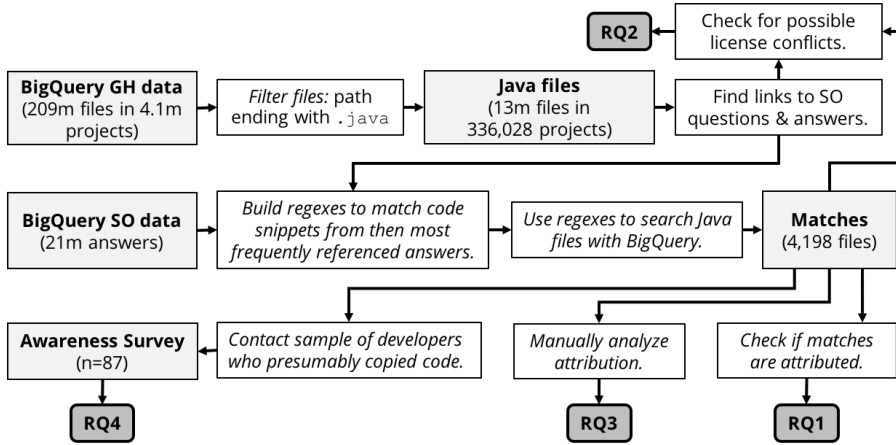 RQ2
Check for possible
license conflicts.
BigQuery GH data
(209m files in 4.1m
projects)
Filter files: path
ending with .java
Java files
(13m files in
336,028 projects)
Find links to SO
questions & answers.
BigQuery SO data
(21m answers)
Build regexes to match code
snippets from then most
frequently referenced answers.
Use regexes to search Java
files with BigQuery.
Matches
(4,198 files)
Awareness Survey
(n=87)
Contact sample of developers
who presumably copied code.
Manually analyze
attribution.
Check if matches
are attributed.
RQ4
RQ3
RQ1